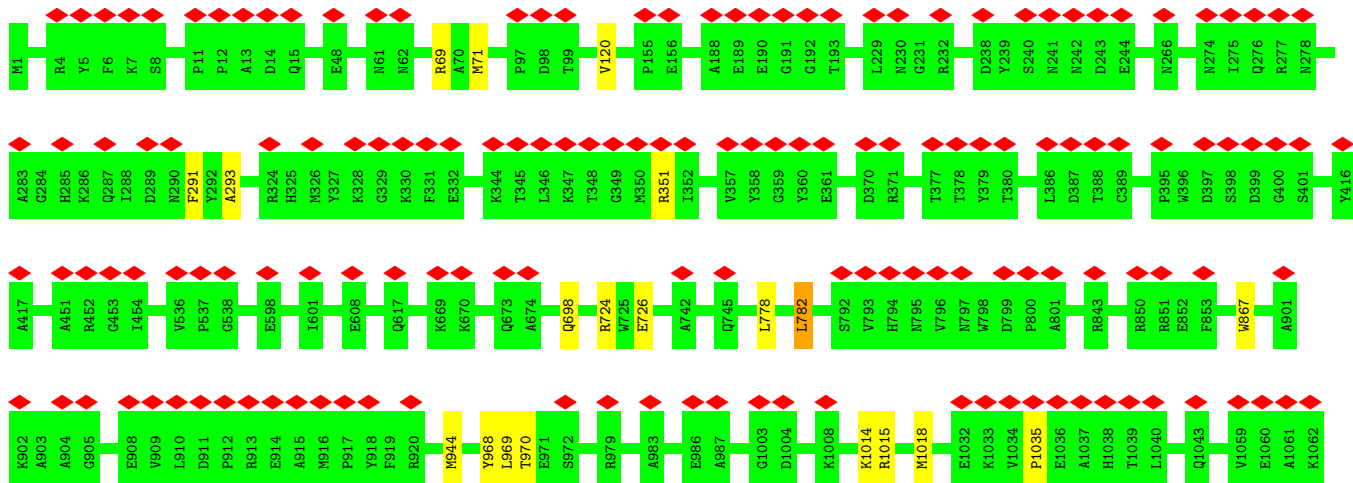 M1 R4 Y5 F6 K7 S8 P11 P12 A13 D14 Q15 E48 N61 N62 R69 A70 M71 P97 D98 T99 V120 P155 E156 A188 E189 E190 G191 G192 T193 L229 N230 G231 R232 D238 Y239 S240 N241 N242 D243 E244 N266 N274 I275 Q276 R277 N278
A283 G284 H285 K286 Q287 I288 D289 N290 F291 Y292 A293 R324 H325 M326 Y327 K328 G329 K330 F331 E332 K344 T345 L346 K347 T348 G349 M350 R351 I352 V357 Y358 G359 Y360 E361 D370 R371 T377 T378 Y379 T380 L386 D387 T388 C389 P395 W396 D397 S398 D399 G400 S401 Y416
A417 A451 R452 G453 I454 V536 P537 G538 E598 I601 E608 Q617 K669 K670 Q673 A674 Q698 R724 W725 E726 A742 Q745 L778 L782 S792 V793 H794 N795 V796 N797 W798 D799 P800 A801 R843 R850 R851 E852 F853 W867 A901
K902 A903 A904 G905 E908 V909 L910 D911 P912 R913 E914 A915 M916 P917 Y918 F919 R920 M944 Y968 L969 T970 E971 S972 R979 A983 E986 A987 G1003 D1004 K1008 K1014 R1015 M1018 E1032 K1033 V1034 P1035 E1036 A1037 H1038 T1039 L1040 Q1043 V1059 E1060 A1061 K1062